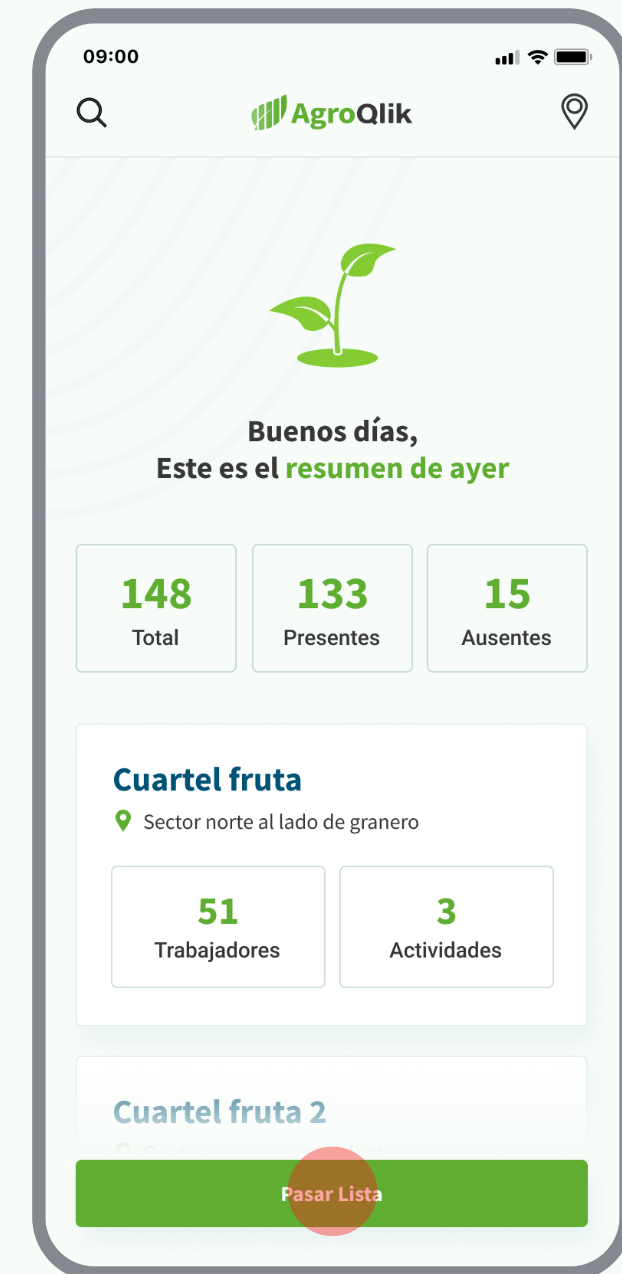 09:00
AgroQlik
Buenos días,
Este es el resumen de ayer
148 133 15
Total Presentes Ausentes
Cuartel fruta
Sector norte al lado de granero
51 3
Trabajadores Actividades
Cuartel fruta 2
Pasar Lista